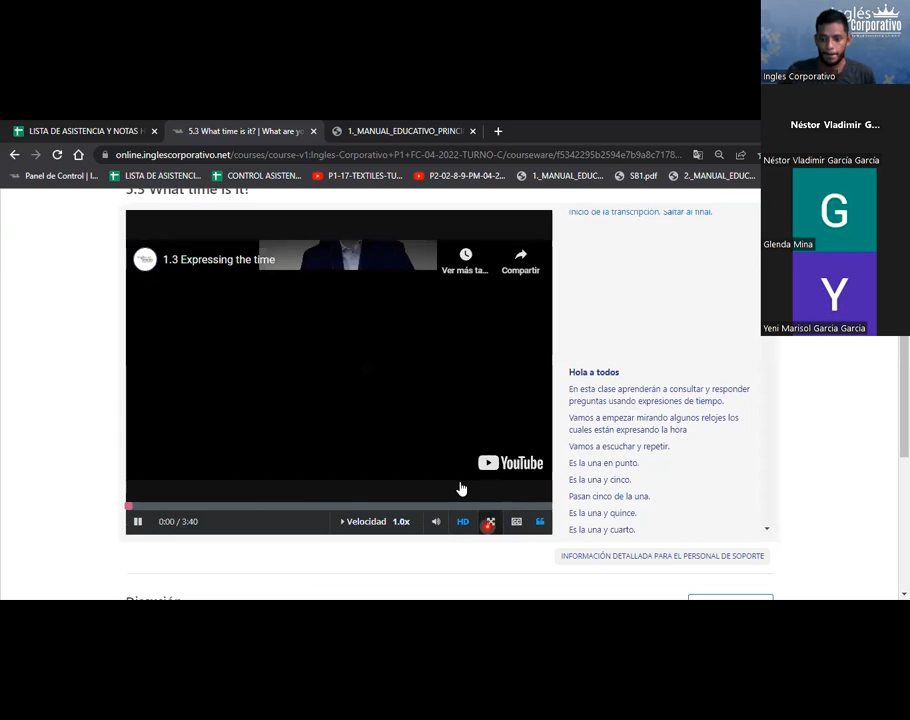 Inglés
Corporativo
Ingles Corporativo
Néstor Vladimir G...
Néstor Vladimir García García
G
Glenda Mina
Y
Yeni Marisol Garcia Garcia
LISTA DE ASISTENCIA Y NOTAS H
5.3 What time is it? | What are yo
1._MANUAL_EDUCATIVO_PRINCI
online.inglescorporativo.net/courses/course-v1:Ingles-Corporativo+P1+FC-04-2022-TURNO-C/courseware/f5342295b2594e7b9a8c7178...
Panel de Control | I...
LISTA DE ASISTENCI...
CONTROL ASISTEN...
P1-17-TEXTILES-TU...
P2-02-8-9-PM-04-2...
1._MANUAL_EDUC...
SB1.pdf
2._MANUAL_EDUC...
5.3 What time is it?
1.3 Expressing the time
Ver más ta...
Compartir
YouTube
0:00 / 3:40
Velocidad 1.0x
HD
Inicio de la transcripción. Saltar al final.
Hola a todos
En esta clase aprenderán a consultar y responder
preguntas usando expresiones de tiempo.
Vamos a empezar mirando algunos relojes los
cuales están expresando la hora
Vamos a escuchar y repetir.
Es la una en punto.
Es la una y cinco.
Pasan cinco de la una.
Es la una y quince.
Es la una y cuarto.
INFORMACIÓN DETALLADA PARA EL PERSONAL DE SOPORTE
Discusión